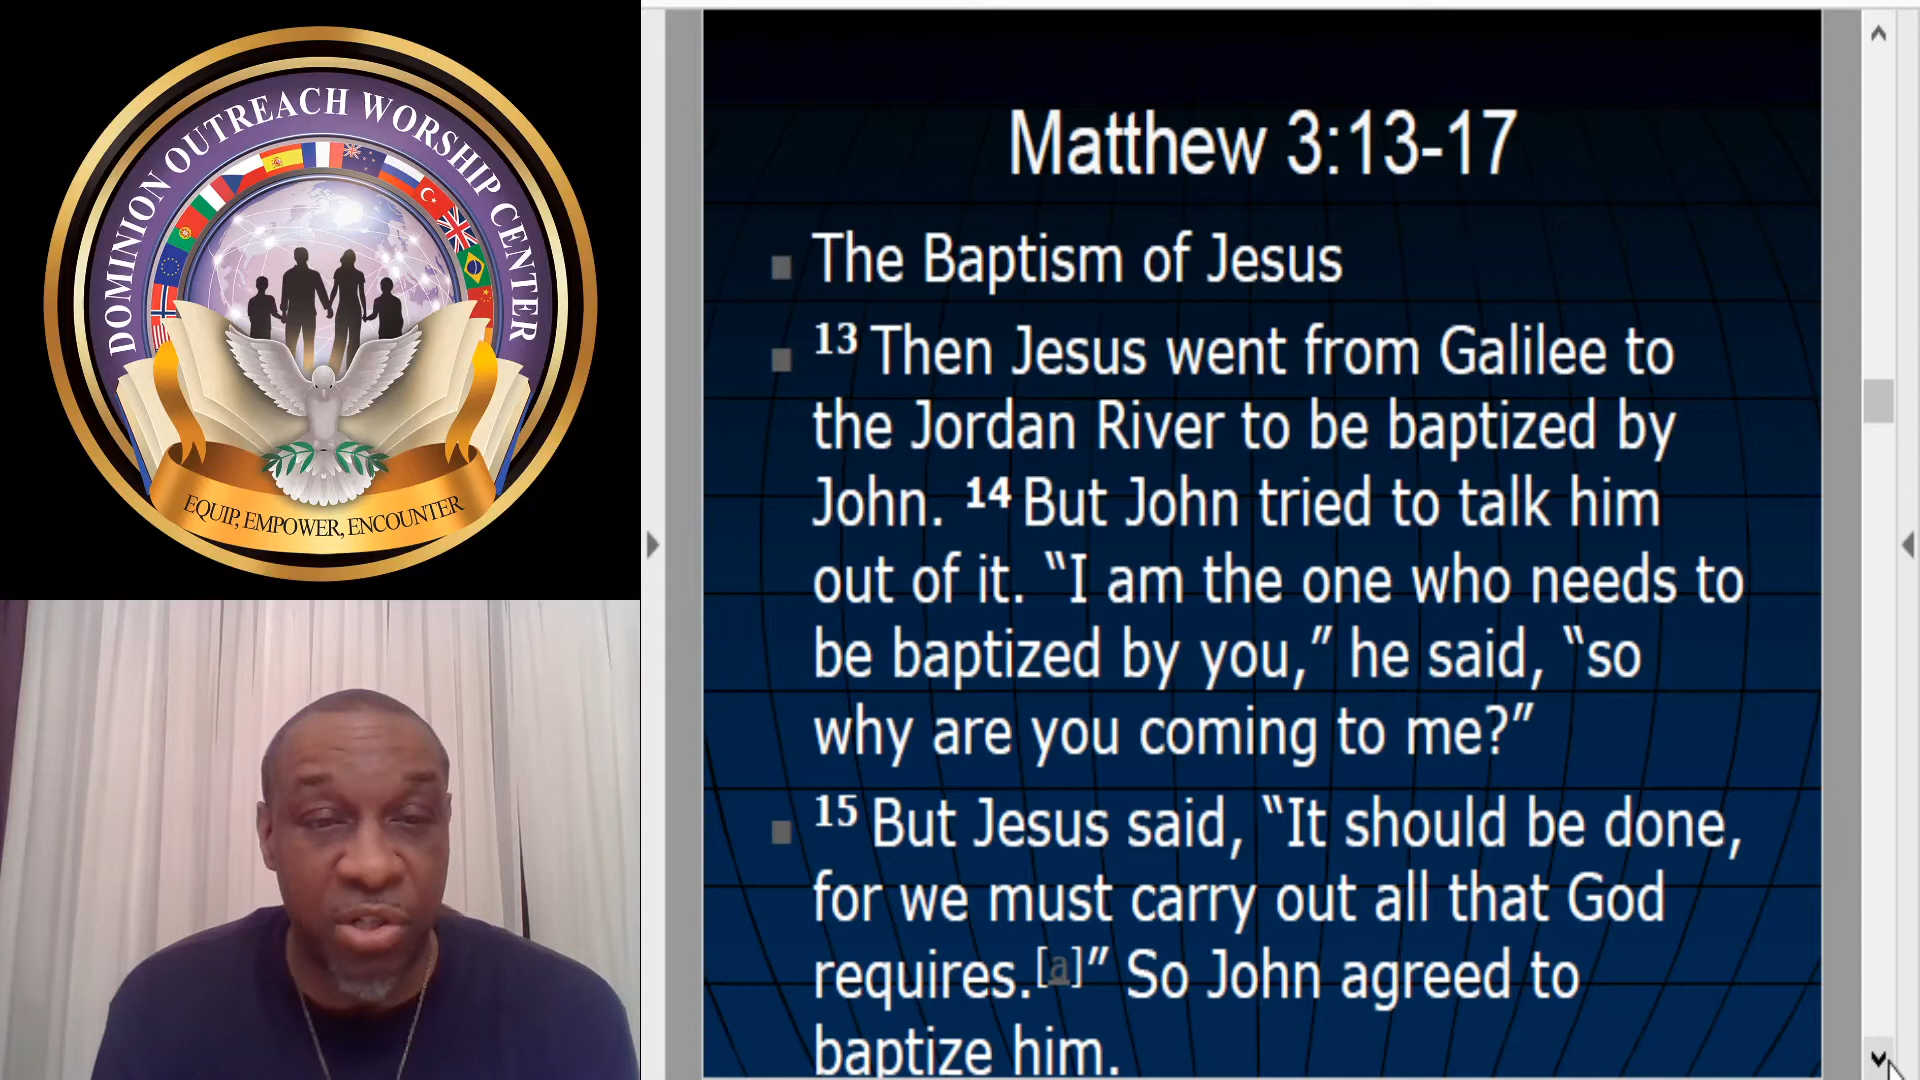 DOMINION OUTREACH WORSHIP CENTER
EQUIP, EMPOWER, ENCOUNTER
Matthew 3:13-17
The Baptism of Jesus
13 Then Jesus went from Galilee to
the Jordan River to be baptized by
John. 14 But John tried to talk him
out of it. “I am the one who needs to
be baptized by you,” he said, “so
why are you coming to me?”
15 But Jesus said, “It should be done,
for we must carry out all that God
requires.[a]” So John agreed to
baptize him.